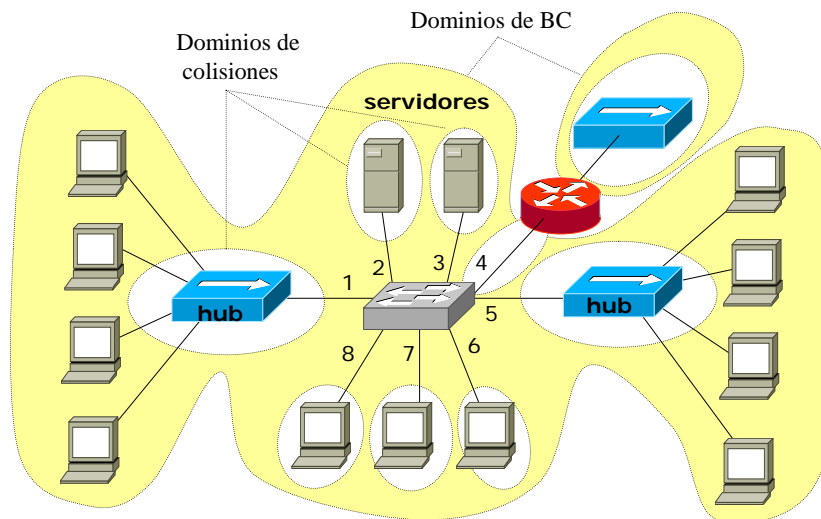 Dominios de BC
Dominios de
colisiones
servidores
1
2
3
4
5
6
7
8
hub
hub